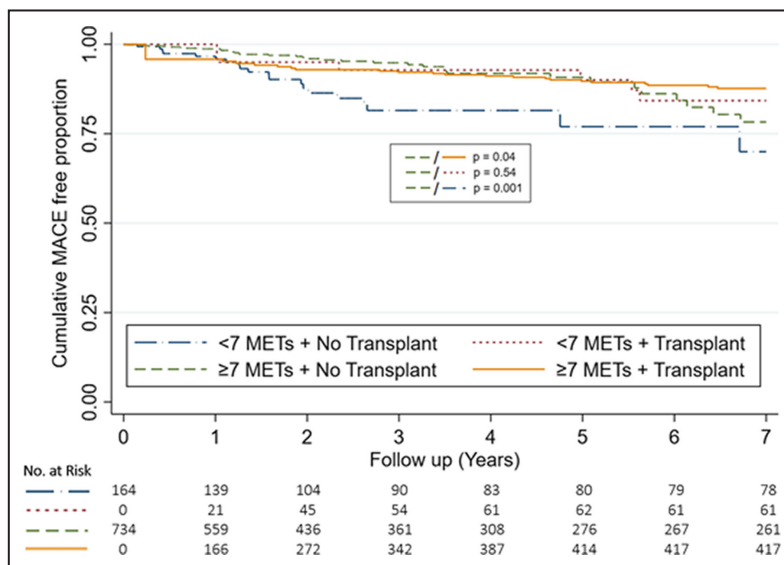 Cumulative MACE free proportion
1.00
0.75
0.50
0.25
0.00
/ p = 0.04
/ p = 0.54
/ p = 0.001
<7 METs + No Transplant <7 METs + Transplant
≥7 METs + No Transplant ≥7 METs + Transplant
0 1 2 3 4 5 6 7
Follow up (Years)
No. at Risk
164 139 104 90 83 80 79 78
0 21 45 54 61 62 61 61
734 559 436 361 308 276 267 261
0 166 272 342 387 414 417 417